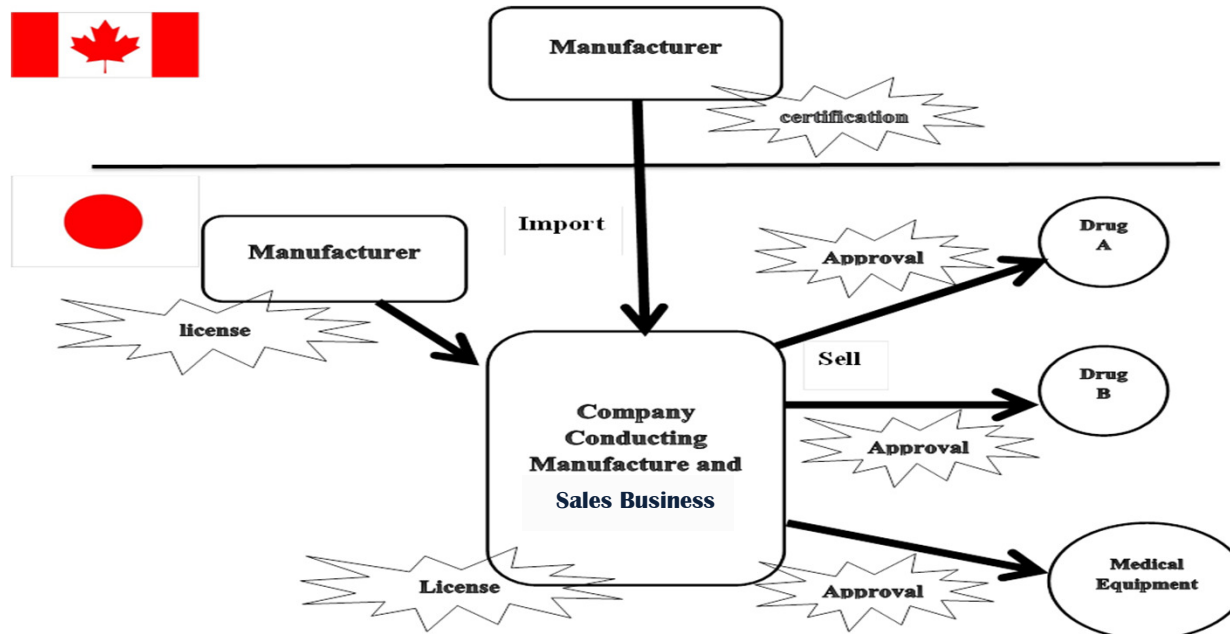 Manufacturer
certification
Import
Manufacturer
license
Approval
Drug
A
Sell
Drug
B
Approval
Company
Conducting
Manufacture and
Sales Business
License
Approval
Medical
Equipment